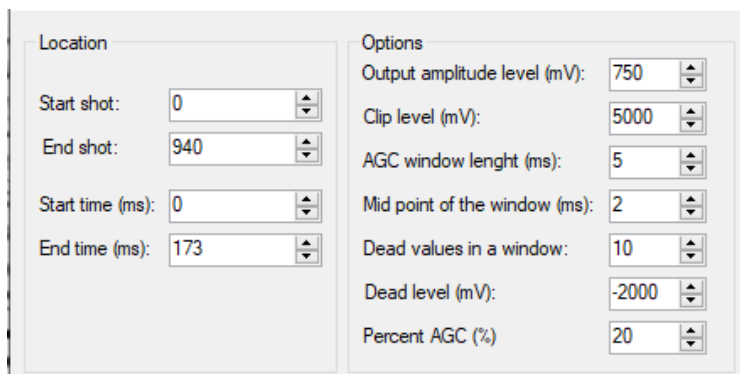 Location
Start shot: 0
End shot: 940
Start time (ms): 0
End time (ms): 173
Options
Output amplitude level (mV): 750
Clip level (mV): 5000
AGC window lenght (ms): 5
Mid point of the window (ms): 2
Dead values in a window: 10
Dead level (mV): -2000
Percent AGC (%) 20